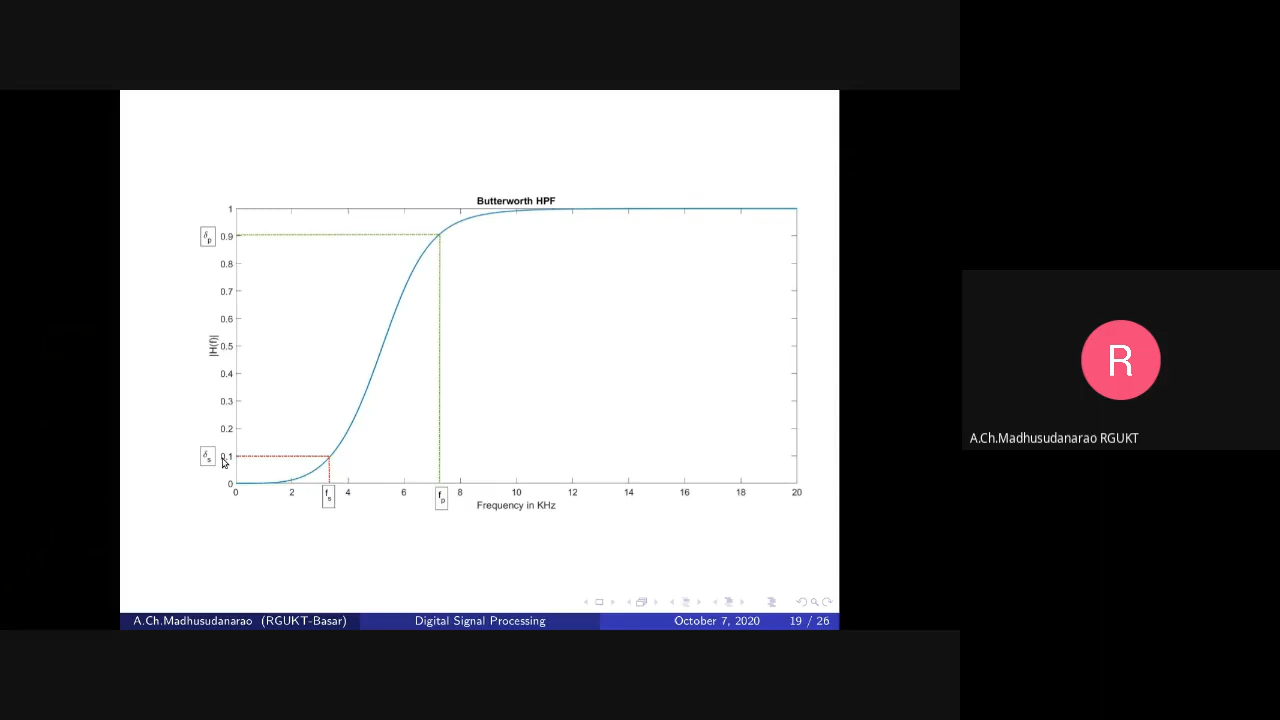 Butterworth HPF
1
δp 0.9
0.8
0.7
0.6
|H(f)| 0.5
0.4
0.3
0.2
δs 0.1
0
0 2 fs 4 6 fp 8 10 12 14 16 18 20
Frequency in KHz
A.Ch.Madhusudanarao (RGUKT-Basar) Digital Signal Processing October 7, 2020 19 / 26
R
A.Ch.Madhusudanarao RGUKT